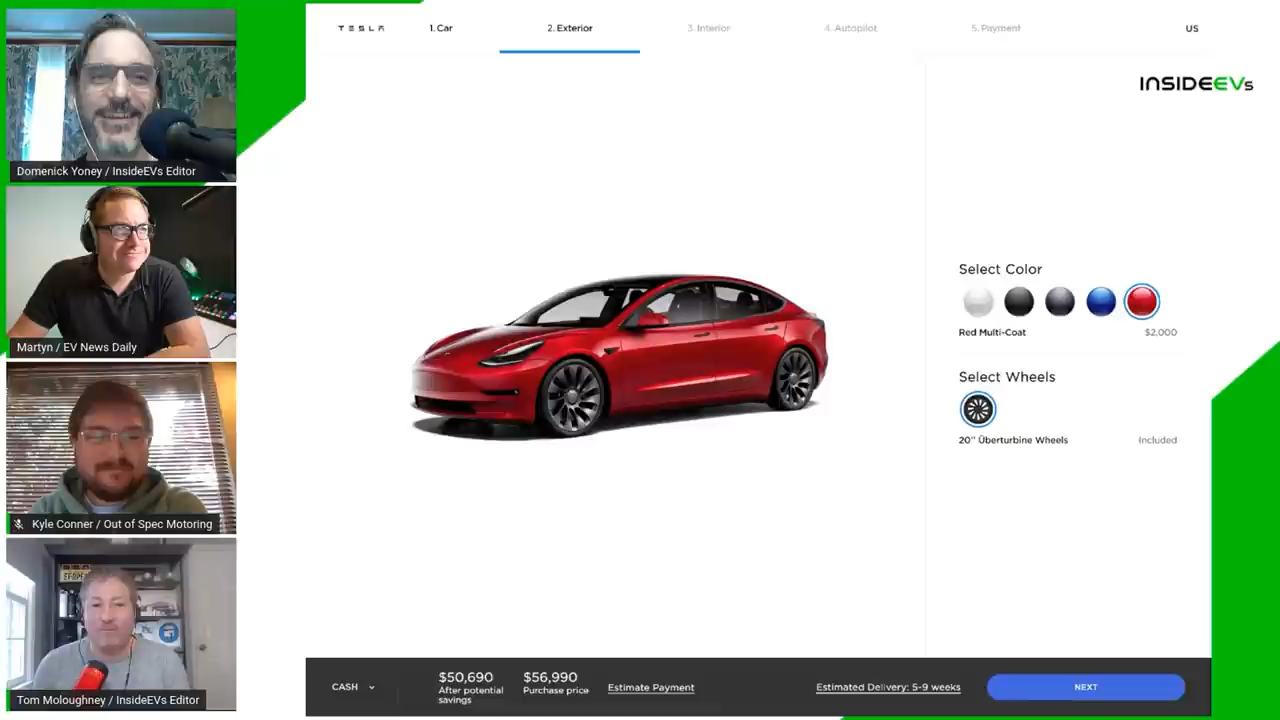 TESLA
1. Car
2. Exterior
3. Interior
4. Autopilot
5. Payment
US
INSIDEEVs
Domenick Yoney / InsideEVs Editor
Martyn / EV News Daily
Kyle Conner / Out of Spec Motoring
Tom Moloughney / InsideEVs Editor
Select Color
Red Multi-Coat $2,000
Select Wheels
20" Überturbine Wheels Included
CASH
$50,690
After potential
savings
$56,990
Purchase price
Estimate Payment
Estimated Delivery: 5-9 weeks
NEXT